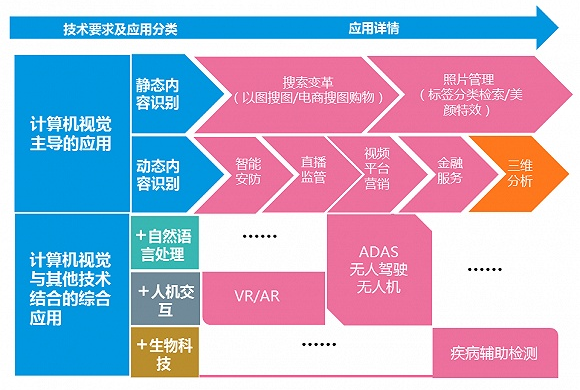 技术要求及应用分类
应用详情
计算机视觉
主导的应用
静态内
容识别
搜索变革
（以图搜图/电商搜图购物）
照片管理
（标签分类检索/美
颜特效）
动态内
容识别
智能
安防
直播
监管
视频
平台
营销
金融
服务
三维
分析
计算机视觉
与其他技术
结合的综合
应用
＋自然语
言处理
……
ADAS
无人驾驶
无人机
……
＋人机交
互
VR/AR
＋生物科
技
……
疾病辅助检测